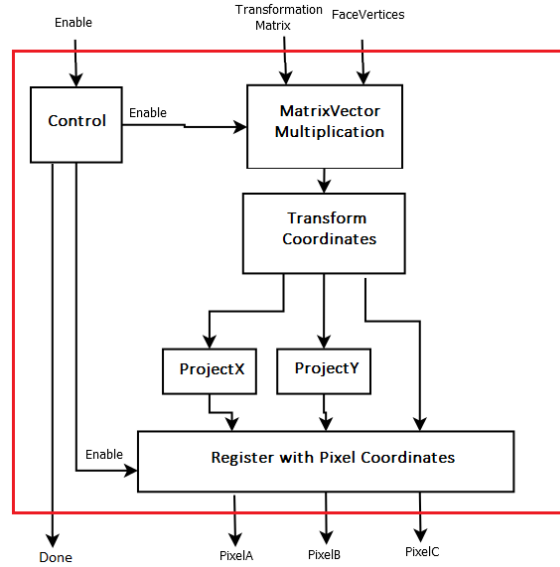 Enable
Transformation
Matrix
FaceVertices
Control
Enable
MatrixVector
Multiplication
Transform
Coordinates
ProjectX
ProjectY
Enable
Register with Pixel Coordinates
Done
PixelA
PixelB
PixelC